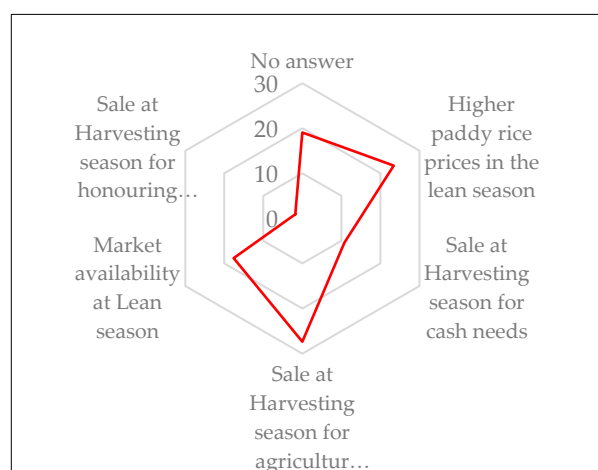 No answer
30
20
10
0
Higher
paddy rice
prices in the
lean season
Sale at
Harvesting
season for
cash needs
Sale at
Harvesting
season for
agricultur…
Market
availability
at Lean
season
Sale at
Harvesting
season for
honouring…